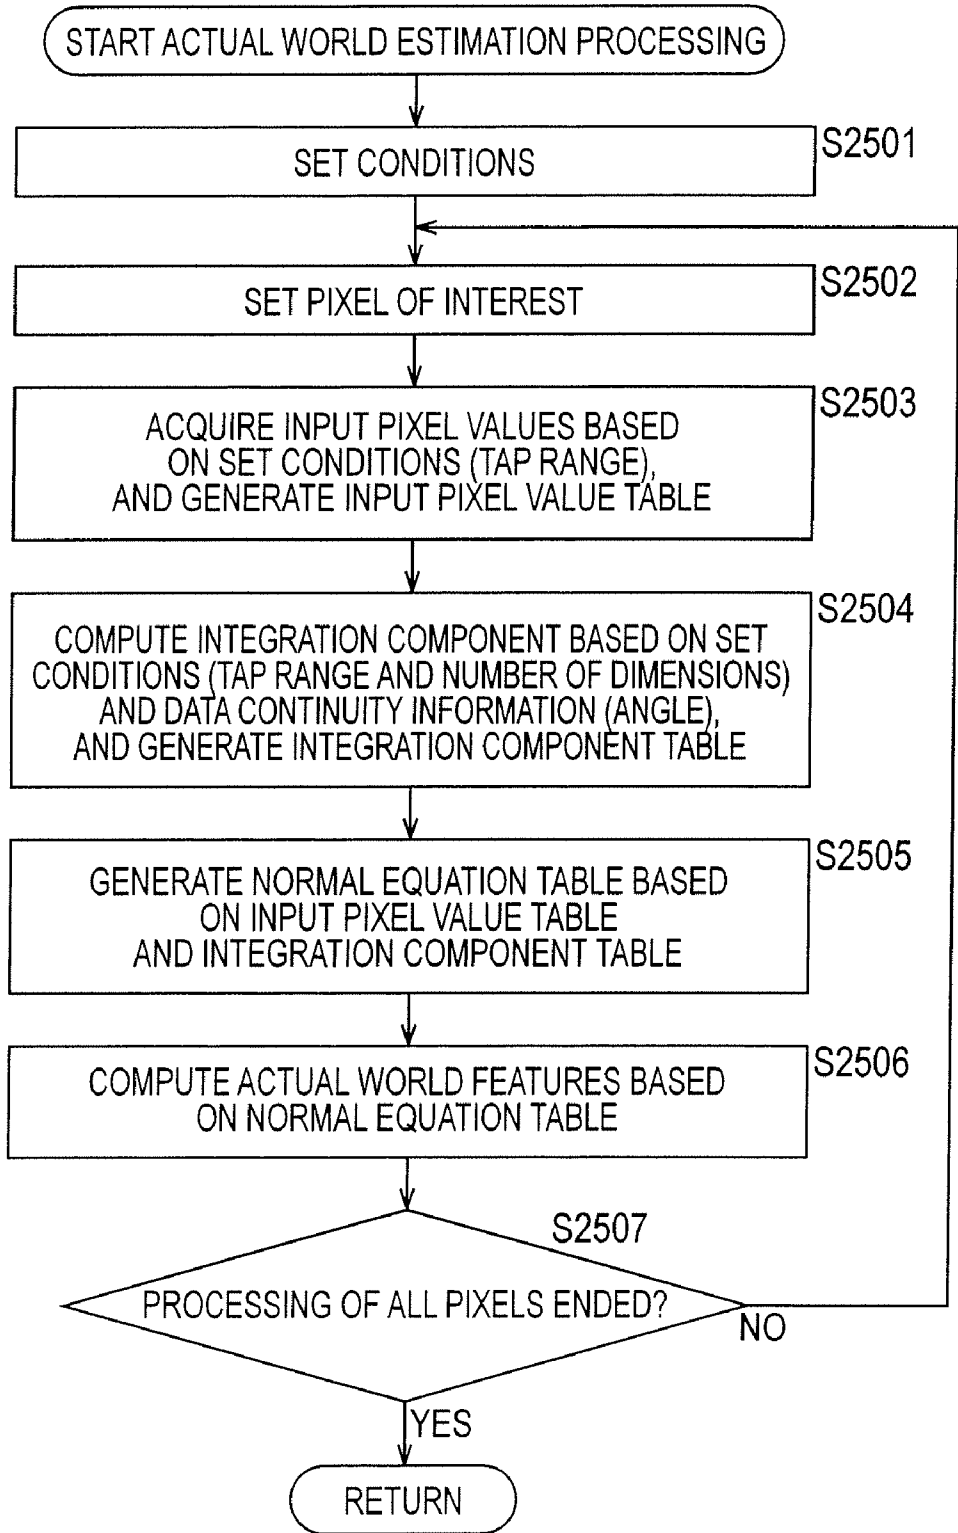 START ACTUAL WORLD ESTIMATION PROCESSING
SET CONDITIONS
S2501
SET PIXEL OF INTEREST
S2502
ACQUIRE INPUT PIXEL VALUES BASED
ON SET CONDITIONS (TAP RANGE),
AND GENERATE INPUT PIXEL VALUE TABLE
S2503
COMPUTE INTEGRATION COMPONENT BASED ON SET
CONDITIONS (TAP RANGE AND NUMBER OF DIMENSIONS)
AND DATA CONTINUITY INFORMATION (ANGLE),
AND GENERATE INTEGRATION COMPONENT TABLE
S2504
GENERATE NORMAL EQUATION TABLE BASED
ON INPUT PIXEL VALUE TABLE
AND INTEGRATION COMPONENT TABLE
S2505
COMPUTE ACTUAL WORLD FEATURES BASED
ON NORMAL EQUATION TABLE
S2506
S2507
PROCESSING OF ALL PIXELS ENDED?
NO
YES
RETURN